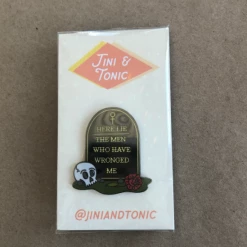 JINI &
TONIC
HERE LIE
THE MEN
WHO HAVE
WRONGED
ME
@JINIANDTONIC